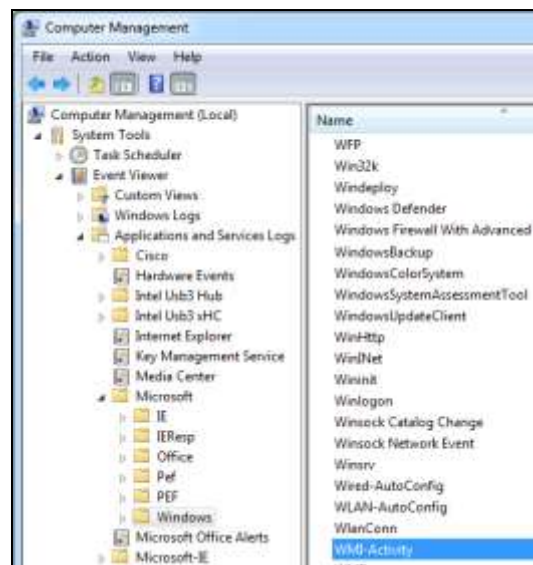 Computer Management
File Action View Help
Computer Management (Local)
System Tools
Task Scheduler
Event Viewer
Custom Views
Windows Logs
Applications and Services Logs
Cisco
Hardware Events
Intel Usb3 Hub
Intel Usb3 xHC
Internet Explorer
Key Management Service
Media Center
Microsoft
IE
IEResp
Office
Pef
PEF
Windows
Microsoft Office Alerts
Microsoft-IE
Name
WFP
Win32k
Windeploy
Windows Defender
Windows Firewall With Advanced
WindowsBackup
WindowsColorSystem
WindowsSystemAssessmentTool
WindowsUpdateClient
WinHttp
WinINet
Wininit
Winlogon
Winsock Catalog Change
Winsock Network Event
Winsrv
Wired-AutoConfig
WLAN-AutoConfig
WlanConn
WMI-Activity